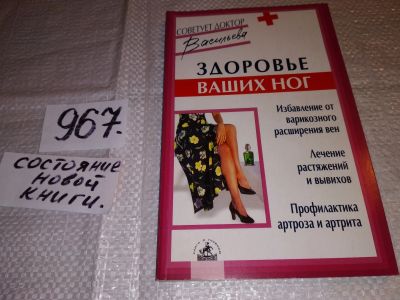 967.
СОСТОЯНИЕ
НОВОЙ
КНИГИ.
СОВЕТУЕТ ДОКТОР
Васильева
ЗДОРОВЬЕ
ВАШИХ НОГ
Избавление от
варикозного
расширения вен
Лечение
растяжений
и вывихов
Профилактика
артроза и артрита